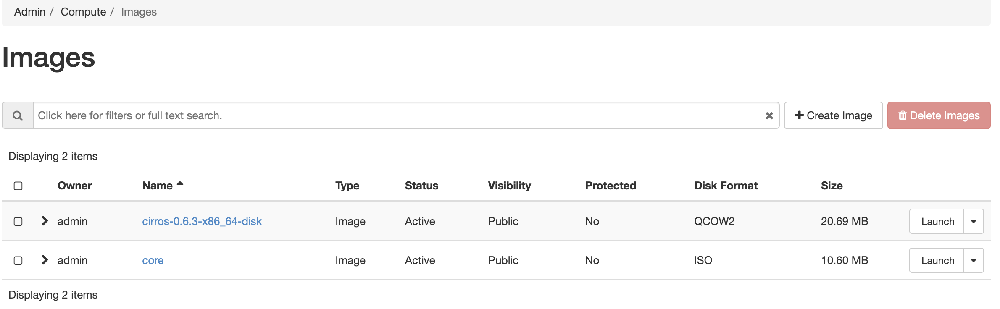 Admin / Compute / Images
Images
Click here for filters or full text search.
Create Image
Delete Images
Displaying 2 items
Owner Name Type Status Visibility Protected Disk Format Size
admin cirros-0.6.3-x86_64-disk Image Active Public No QCOW2 20.69 MB Launch
admin core Image Active Public No ISO 10.60 MB Launch
Displaying 2 items